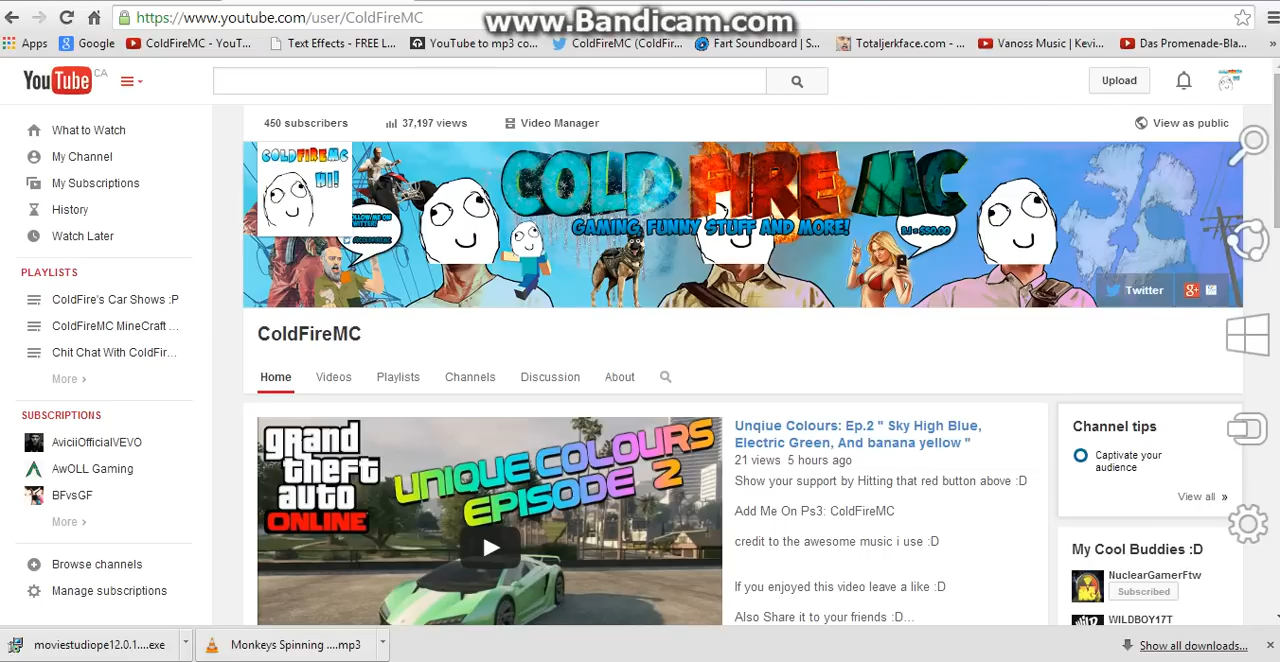 https://www.youtube.com/user/ColdFireMC
www.Bandicam.com
Apps
Google
ColdFireMC - YouT...
Text Effects - FREE L...
YouTube to mp3 co...
ColdFireMC (ColdFir...
Fart Soundboard | S...
Totaljerkface.com - ...
Vanoss Music | Kevi...
Das Promenade-Bla...
»
YouTube CA
Upload
What to Watch
My Channel
My Subscriptions
History
Watch Later
PLAYLISTS
ColdFire's Car Shows :P
ColdFireMC MineCraft ...
Chit Chat With ColdFir...
More ›
SUBSCRIPTIONS
AviciiOfficialVEVO
AwOLL Gaming
BFvsGF
More ›
Browse channels
Manage subscriptions
450 subscribers
37,197 views
Video Manager
View as public
COLDFIREMC
HI!
FOLLOW ME ON
TWITTER!
COLD FIRE MC
GAMING, FUNNY STUFF AND MORE!
BJ = $50.00
Twitter
g+
ColdFireMC
Home
Videos
Playlists
Channels
Discussion
About
grand
theft
auto
ONLINE
UNIQUE COLOURS
EPISODE 2
Unqiue Colours: Ep.2 " Sky High Blue,
Electric Green, And banana yellow "
21 views 5 hours ago
Show your support by Hitting that red button above :D
Add Me On Ps3: ColdFireMC
credit to the awesome music i use :D
If you enjoyed this video leave a like :D
Also Share it to your friends :D...
Channel tips
Captivate your
audience
View all »
My Cool Buddies :D
NuclearGamerFtw
Subscribed
WILDBOY17T
moviestudiope12.0.1....exe
Monkeys Spinning ....mp3
Show all downloads...